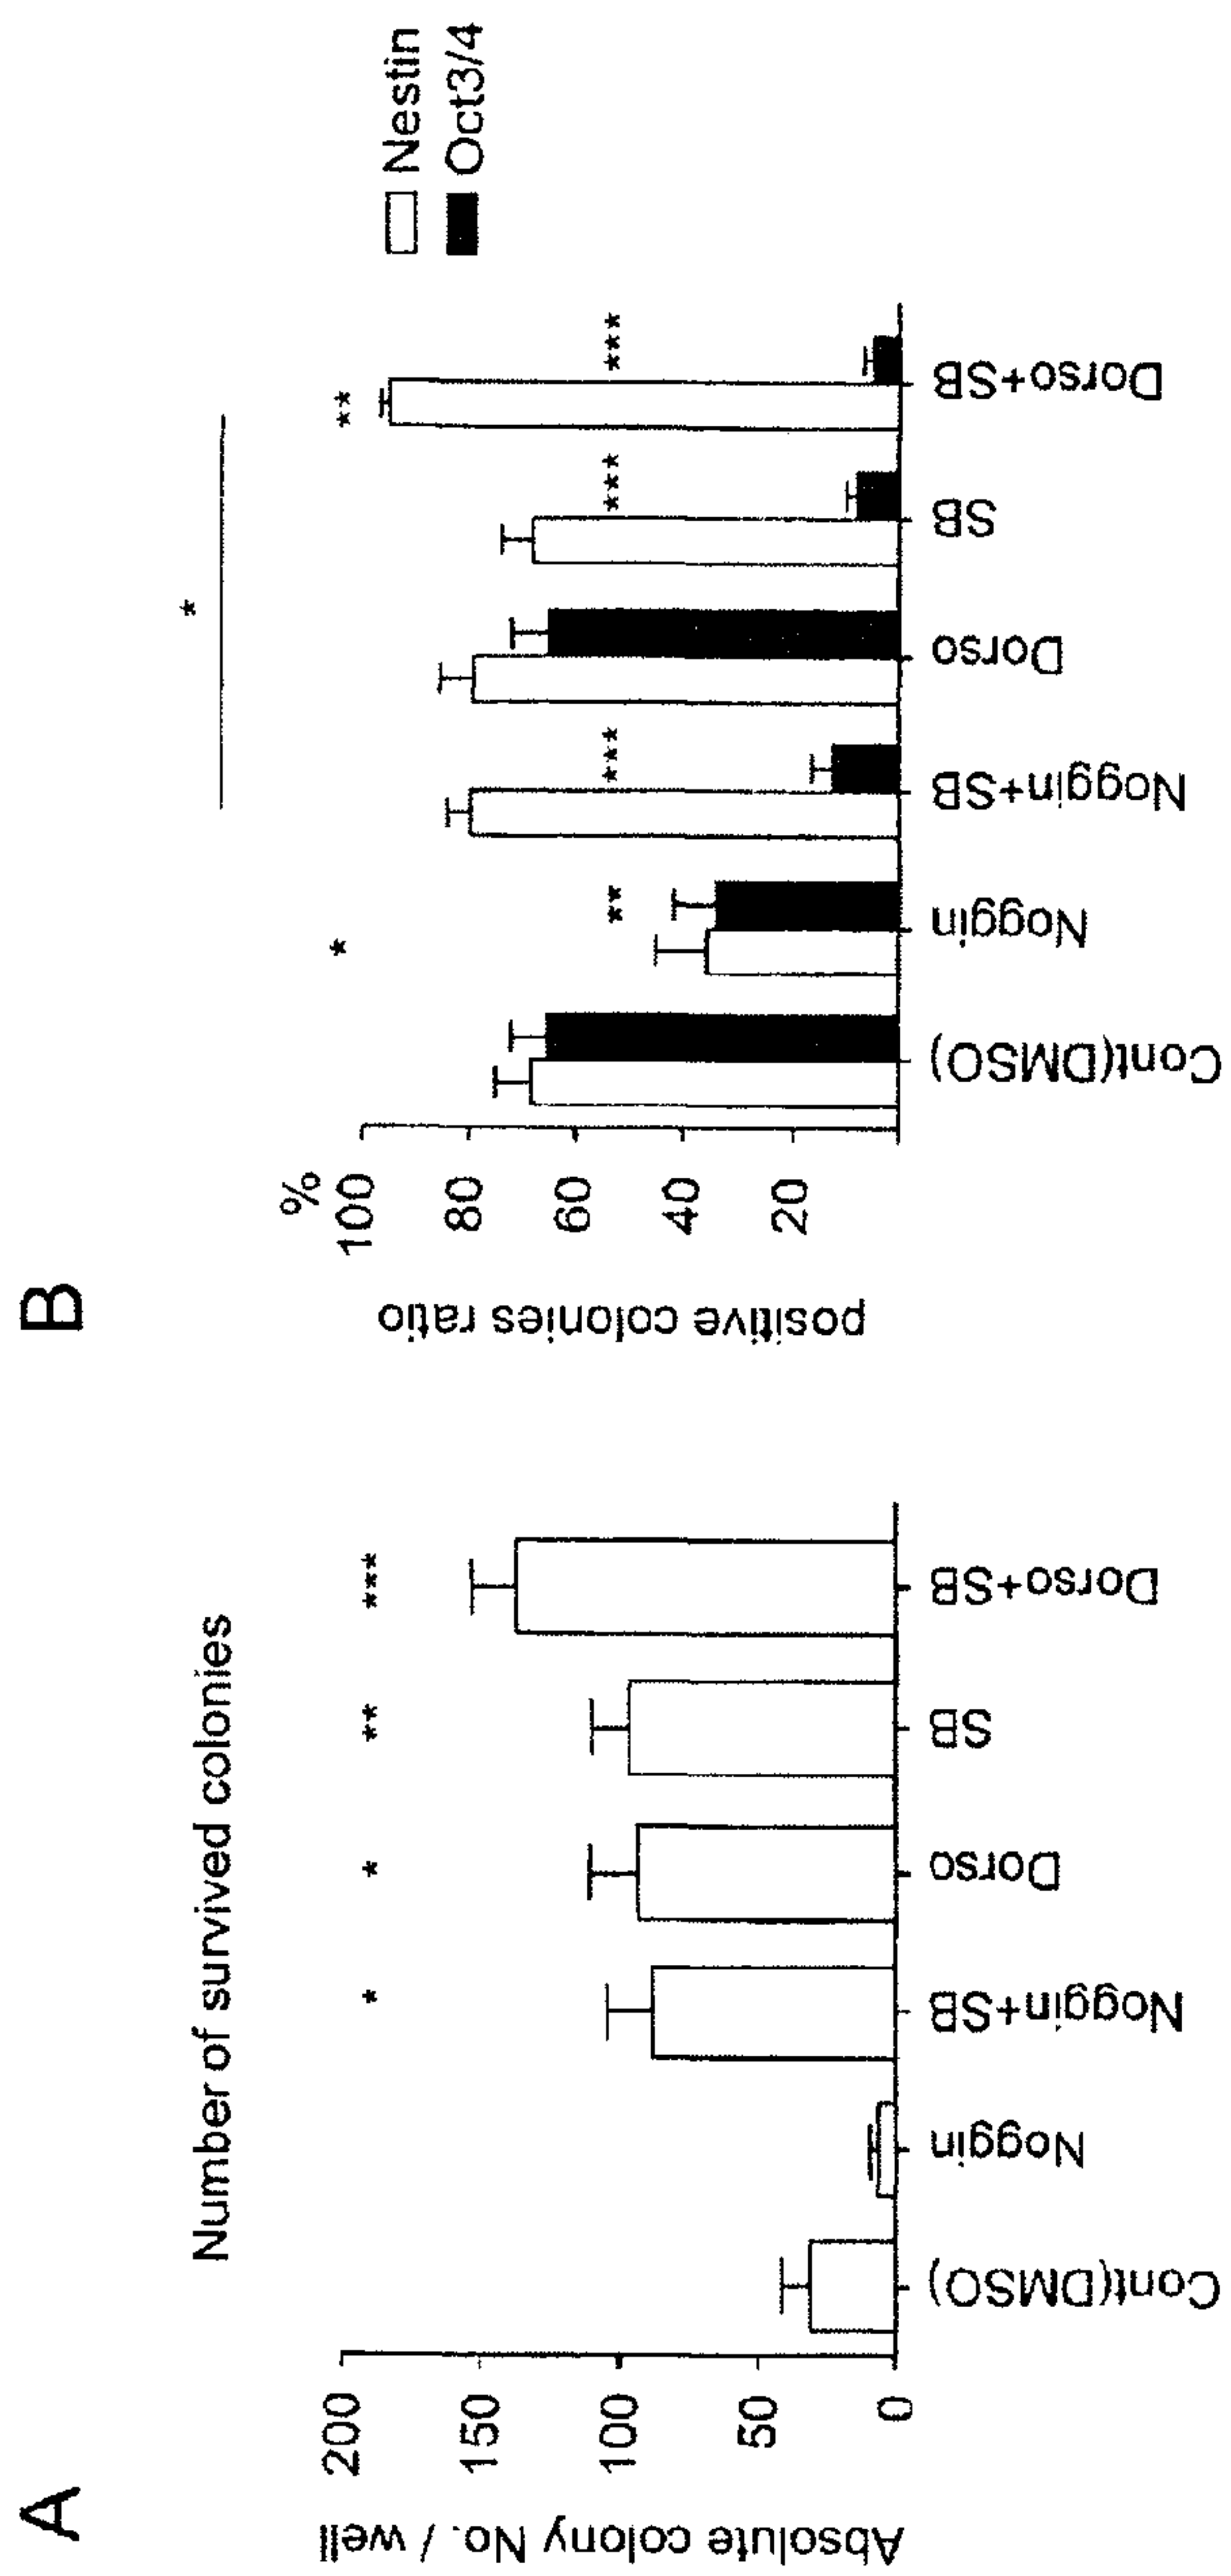 A
Number of survived colonies
Absolute colony No. / well
200
150
100
50
0
*
*
**
***
Cont(DMSO)
Noggin
Noggin+SB
Dorso
SB
Dorso+SB
B
%
positive colonies ratio
100
80
60
40
20
*
*
**
***
***
**
***
Cont(DMSO)
Noggin
Noggin+SB
Dorso
SB
Dorso+SB
Nestin
Oct3/4